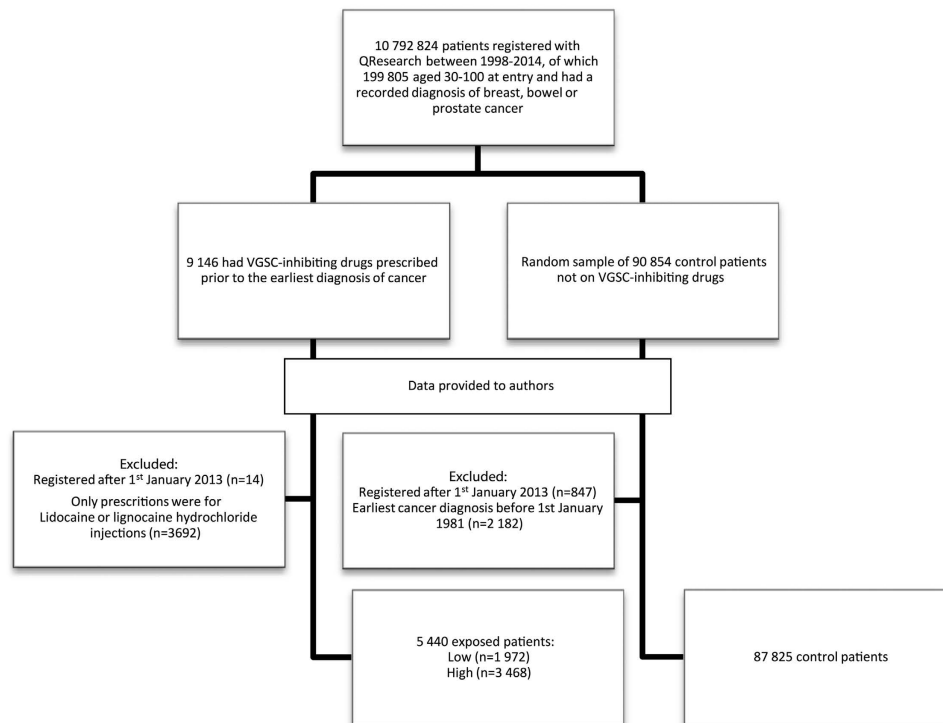 10 792 824 patients registered with
QResearch between 1998-2014, of which
199 805 aged 30-100 at entry and had a
recorded diagnosis of breast, bowel or
prostate cancer
9 146 had VGSC-inhibiting drugs prescribed
prior to the earliest diagnosis of cancer
Random sample of 90 854 control patients
not on VGSC-inhibiting drugs
Data provided to authors
Excluded:
Registered after 1st January 2013 (n=14)
Only prescritions were for
Lidocaine or lignocaine hydrochloride
injections (n=3692)
Excluded:
Registered after 1st January 2013 (n=847)
Earliest cancer diagnosis before 1st January
1981 (n=2 182)
5 440 exposed patients:
Low (n=1 972)
High (n=3 468)
87 825 control patients